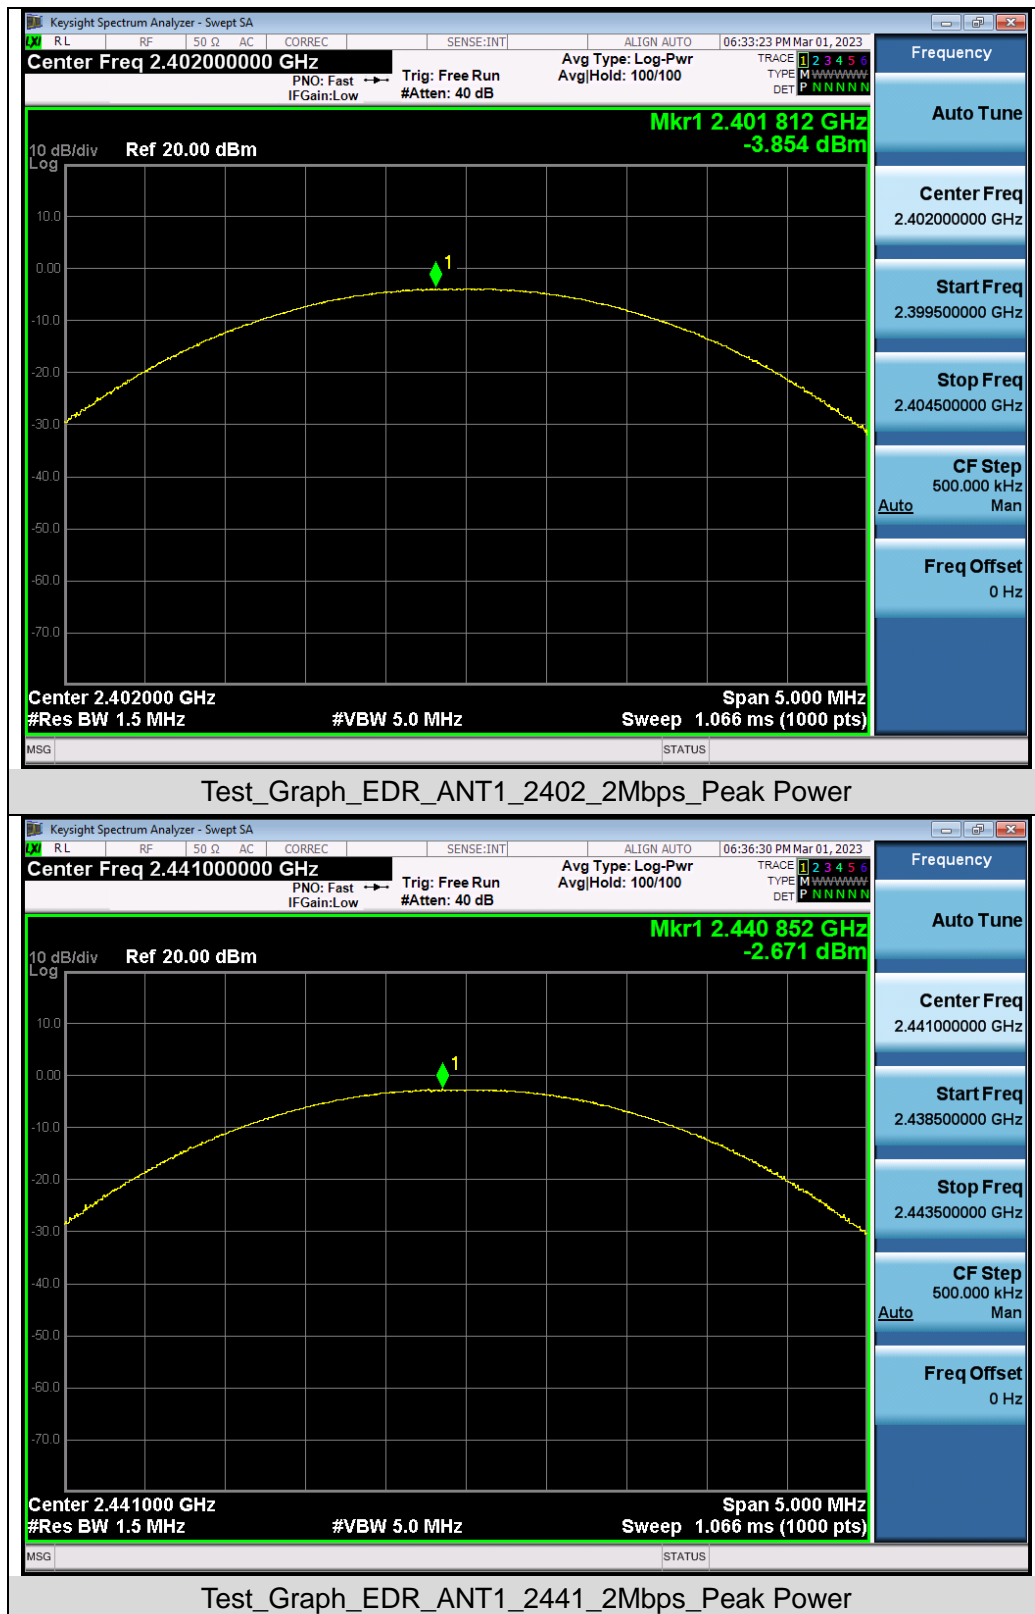 Keysight Spectrum Analyzer - Swept SA
LXI RL RF 50 Ω AC CORREC SENSE:INT ALIGN AUTO 06:33:23 PM Mar 01, 2023
Center Freq 2.402000000 GHz
PNO: Fast
IFGain:Low
Trig: Free Run
#Atten: 40 dB
Avg Type: Log-Pwr
Avg|Hold: 100/100
TRACE 1 2 3 4 5 6
TYPE M WWWWW
DET P N N N N N
Mkr1 2.401 812 GHz
-3.854 dBm
10 dB/div Ref 20.00 dBm
Log
10.0
0.00
-10.0
-20.0
-30.0
-40.0
-50.0
-60.0
-70.0
1
Center 2.402000 GHz Span 5.000 MHz
#Res BW 1.5 MHz #VBW 5.0 MHz Sweep 1.066 ms (1000 pts)
MSG STATUS
Frequency
Auto Tune
Center Freq
2.402000000 GHz
Start Freq
2.399500000 GHz
Stop Freq
2.404500000 GHz
CF Step
500.000 kHz
Auto Man
Freq Offset
0 Hz
Test_Graph_EDR_ANT1_2402_2Mbps_Peak Power
Keysight Spectrum Analyzer - Swept SA
LXI RL RF 50 Ω AC CORREC SENSE:INT ALIGN AUTO 06:36:30 PM Mar 01, 2023
Center Freq 2.441000000 GHz
PNO: Fast
IFGain:Low
Trig: Free Run
#Atten: 40 dB
Avg Type: Log-Pwr
Avg|Hold: 100/100
TRACE 1 2 3 4 5 6
TYPE M WWWWW
DET P N N N N N
Mkr1 2.440 852 GHz
-2.671 dBm
10 dB/div Ref 20.00 dBm
Log
10.0
0.00
-10.0
-20.0
-30.0
-40.0
-50.0
-60.0
-70.0
1
Center 2.441000 GHz Span 5.000 MHz
#Res BW 1.5 MHz #VBW 5.0 MHz Sweep 1.066 ms (1000 pts)
MSG STATUS
Frequency
Auto Tune
Center Freq
2.441000000 GHz
Start Freq
2.438500000 GHz
Stop Freq
2.443500000 GHz
CF Step
500.000 kHz
Auto Man
Freq Offset
0 Hz
Test_Graph_EDR_ANT1_2441_2Mbps_Peak Power